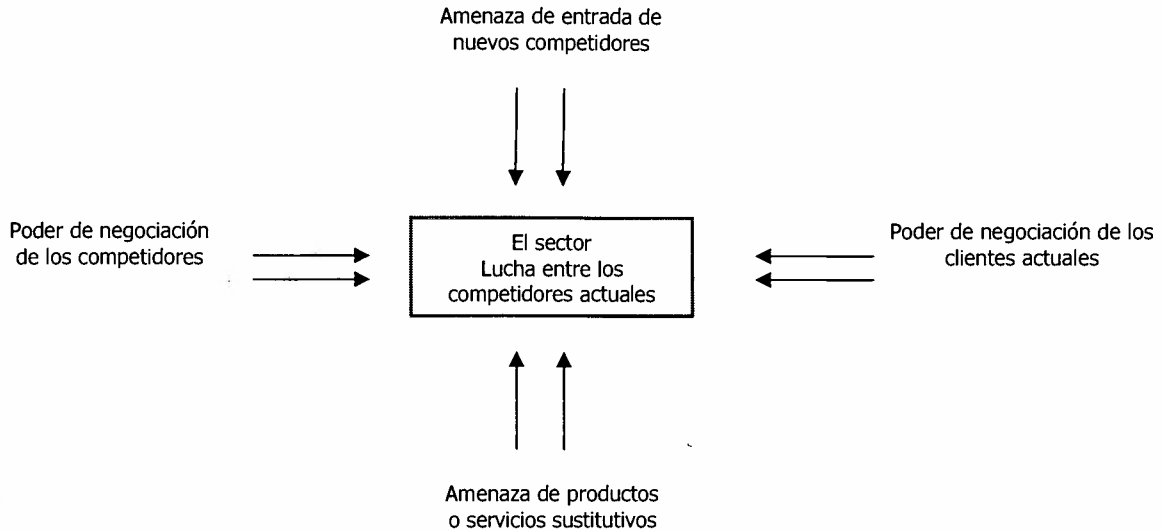 Amenaza de entrada de
nuevos competidores
Poder de negociación
de los competidores
El sector
Lucha entre los
competidores actuales
Poder de negociación de los
clientes actuales
Amenaza de productos
o servicios sustitutivos